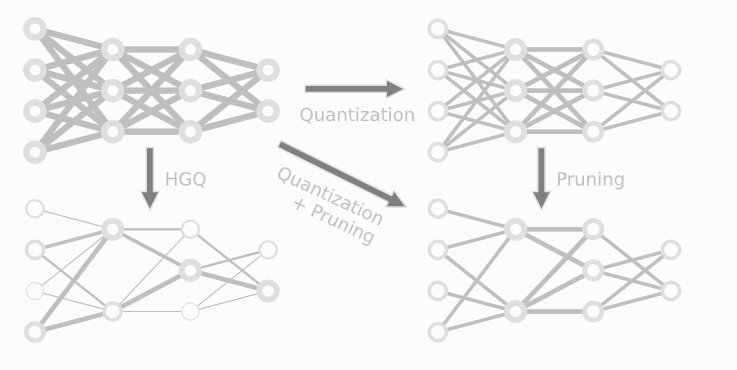 Quantization
HGQ
Quantization
+ Pruning
Pruning